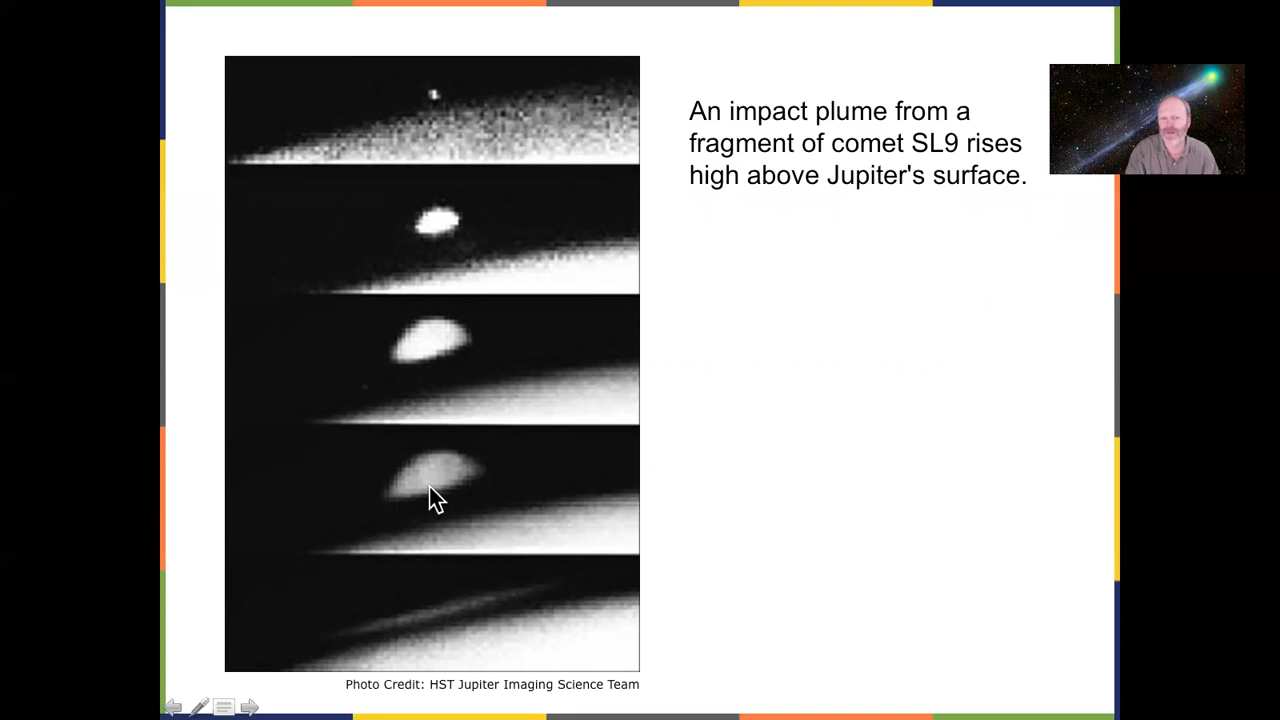 An impact plume from a
fragment of comet SL9 rises
high above Jupiter's surface.
Photo Credit: HST Jupiter Imaging Science Team